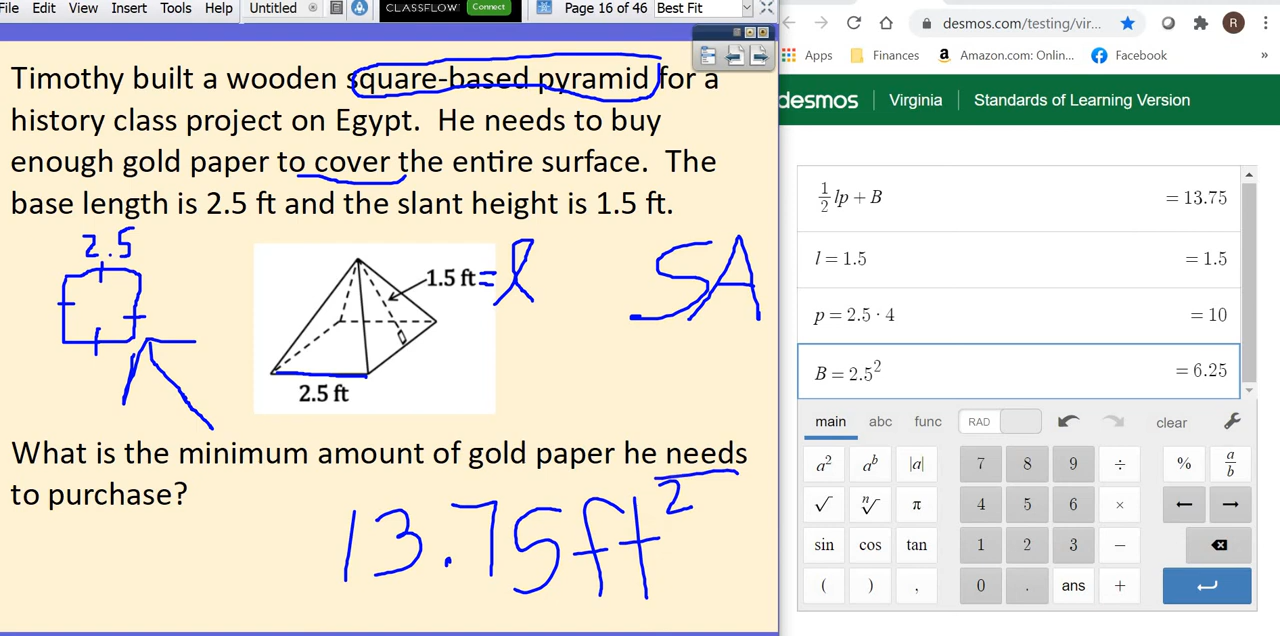 File Edit View Insert Tools Help Untitled CLASSFLOW Connect Page 16 of 46 Best Fit
Timothy built a wooden square-based pyramid for a
history class project on Egypt. He needs to buy
enough gold paper to cover the entire surface. The
base length is 2.5 ft and the slant height is 1.5 ft.
2.5
1.5 ft = l
SA
2.5 ft
What is the minimum amount of gold paper he needs
to purchase?
13.75 ft²
desmos.com/testing/vir... R
Apps Finances Amazon.com: Onlin... Facebook
desmos Virginia Standards of Learning Version
1/2 lp + B = 13.75
l = 1.5 = 1.5
p = 2.5 · 4 = 10
B = 2.5² = 6.25
main abc func RAD clear
a² aᵇ |a| 7 8 9 ÷ % a/b
√ ⁿ√ π 4 5 6 × ← →
sin cos tan 1 2 3 −
( ) , 0 . ans +